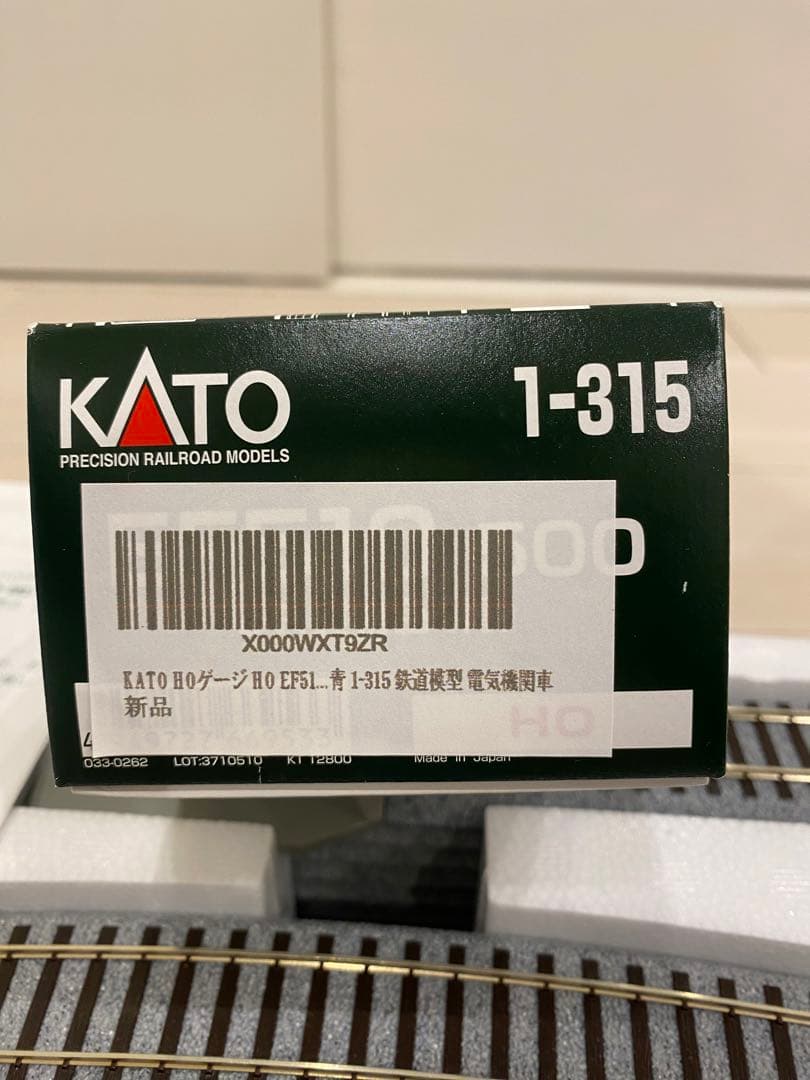 KATO
1-315
PRECISION RAILROAD MODELS
500
X000WXT9ZR
KATO HOゲージ HO EF51...青 1-315 鉄道模型 電気機関車
新品
HO
033-0262 LOT:3710510 KT 12800 Made in Japan